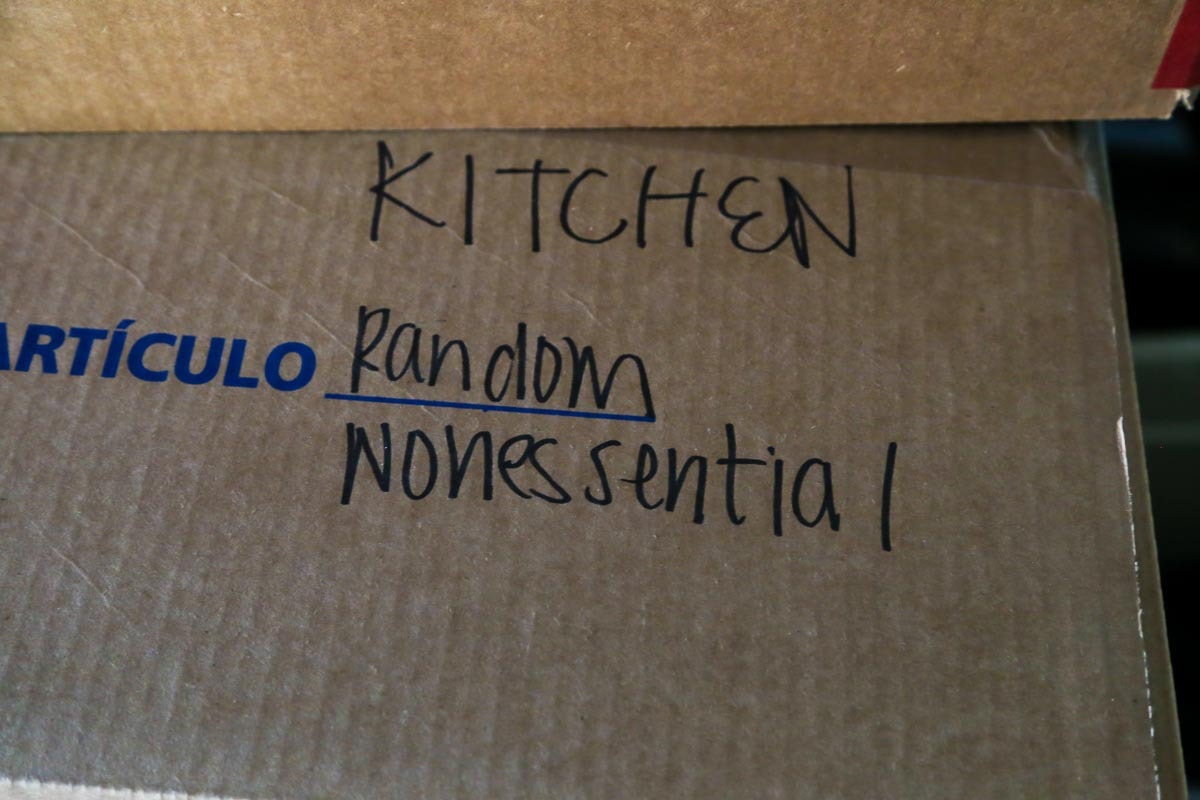 KITCHEN
ARTÍCULO Random
Nonessential